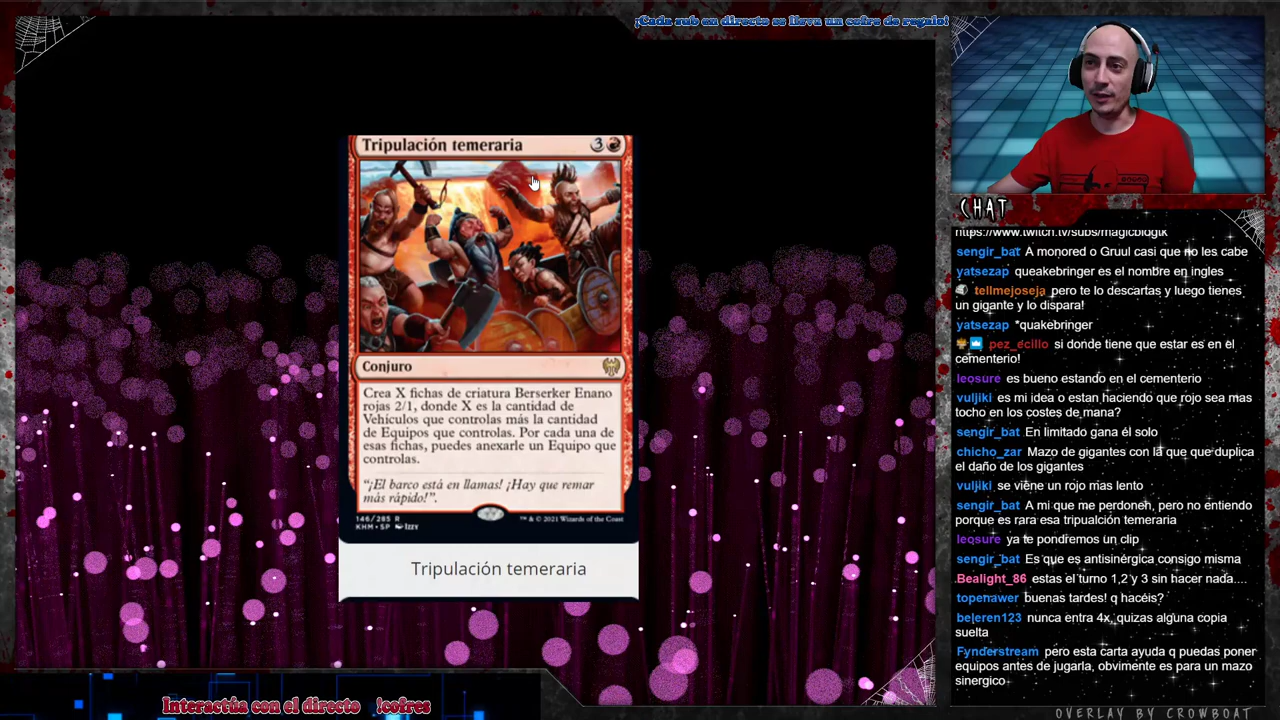 ¡Cada sub en directo se lleva un cofre de regalo!
Tripulación temeraria 3
Conjuro
Crea X fichas de criatura Berserker Enano
rojas 2/1, donde X es la cantidad de
Vehículos que controlas más la cantidad
de Equipos que controlas. Por cada una de
esas fichas, puedes anexarle un Equipo que
controlas.
“¡El barco está en llamas! ¡Hay que remar
más rápido!”.
146/285 R
KHM • SP Izzy
™ & © 2021 Wizards of the Coast
Tripulación temeraria
Interactúa con el directo !cofres
CHAT
https://www.twitch.tv/subs/magicblogtk
sengir_bat A monored o Gruul casi que no les cabe
yatsezap queakebringer es el nombre en ingles
tellmejoseja pero te lo descartas y luego tienes
un gigante y lo dispara!
yatsezap *quakebringer
pez_ecillo si donde tiene que estar es en el
cementerio!
leosure es bueno estando en el cementerio
vuljiki es mi idea o estan haciendo que rojo sea mas
tocho en los costes de mana?
sengir_bat En limitado gana él solo
chicho_zar Mazo de gigantes con la que que duplica
el daño de los gigantes
vuljiki se viene un rojo mas lento
sengir_bat A mi que me perdonen, pero no entiendo
porque es rara esa tripualción temeraria
leosure ya te pondremos un clip
sengir_bat Es que es antisinérgica consigo misma
.Bealight_86 estas el turno 1,2 y 3 sin hacer nada....
topenawer buenas tardes! q hacéis?
beleren123 nunca entra 4x, quizas alguna copia
suelta
Fynderstream pero esta carta ayuda q puedas poner
equipos antes de jugarla, obvimente es para un mazo
sinergico
OVERLAY BY CROWBOAT